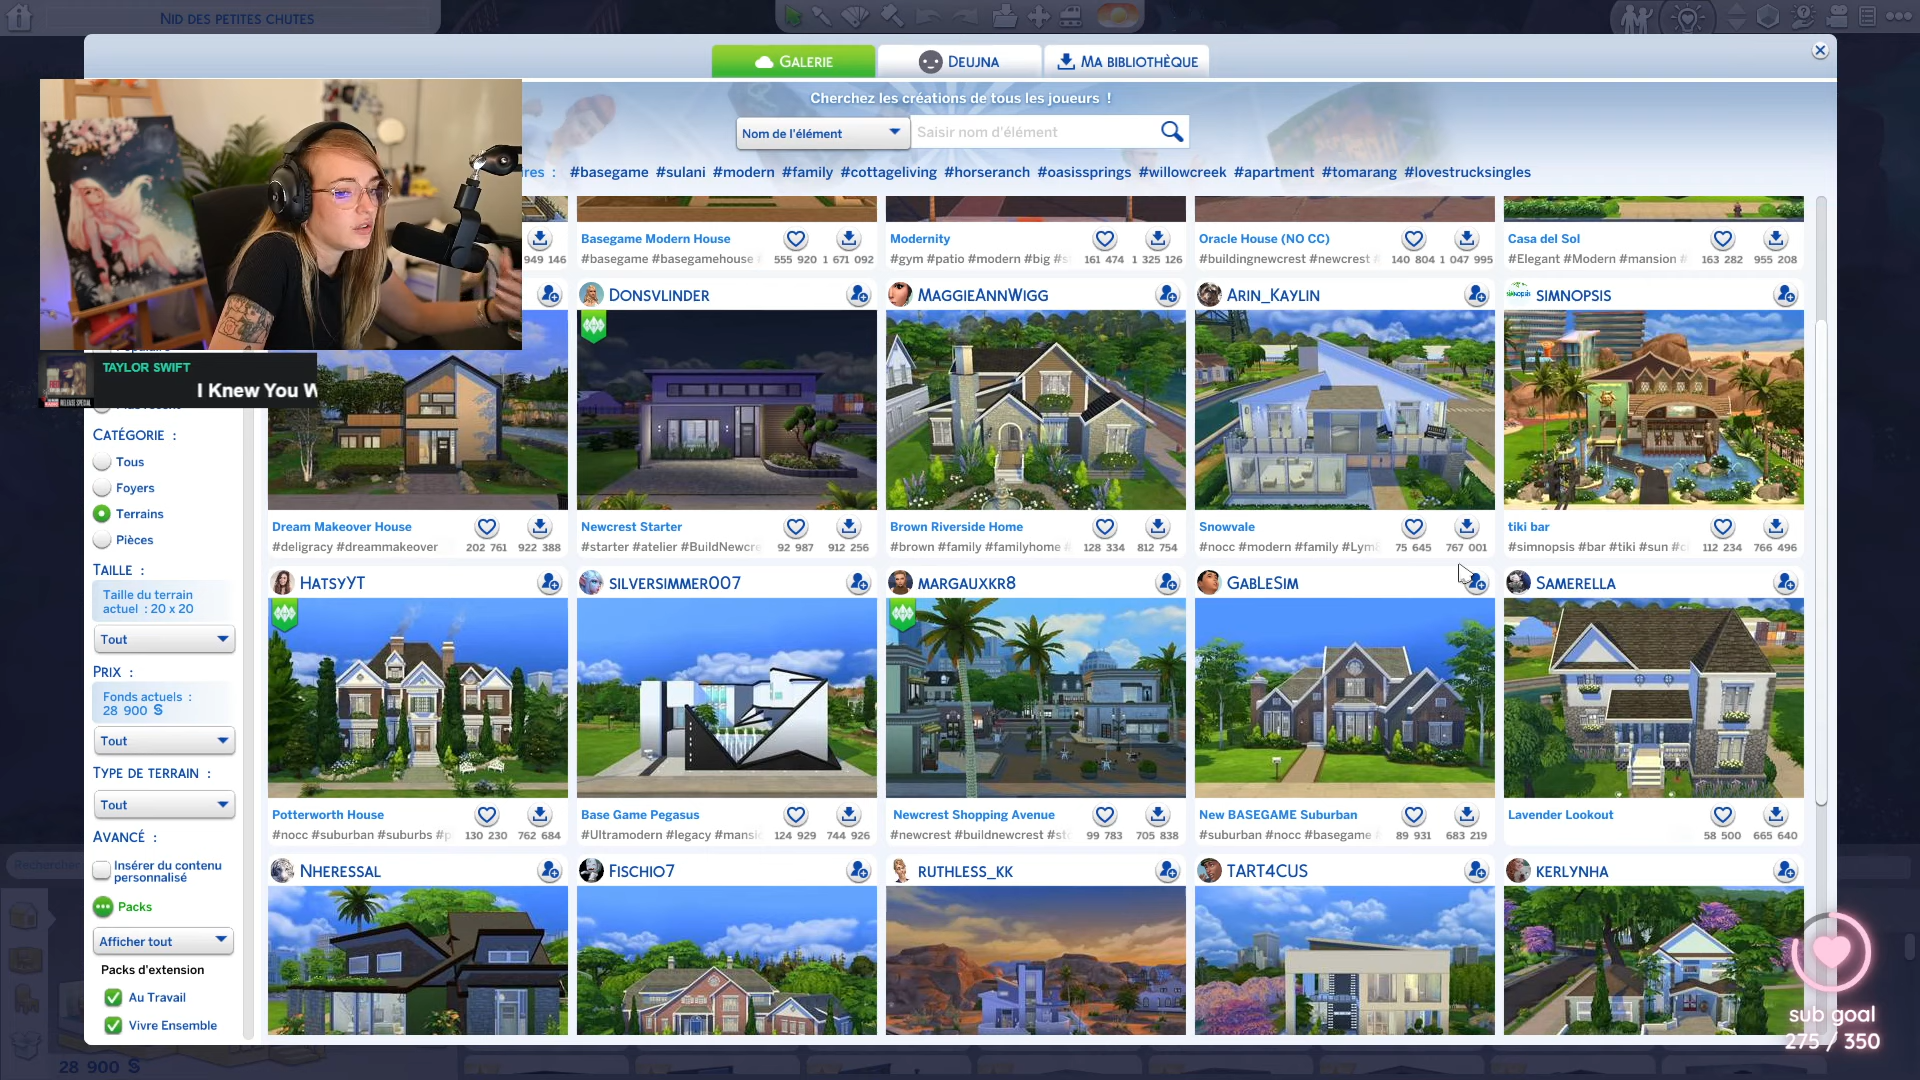 Nid des petites chutes
Galerie
Deujna
Ma bibliothèque
Cherchez les créations de tous les joueurs !
Nom de l'élément
Saisir nom d'élément
#basegame #sulani #modern #family #cottageliving #horseranch #oasissprings #willowcreek #apartment #tomarang #lovestrucksingles
949 146
Basegame Modern House
#basegame #basegamehouse
555 920 1 671 092
Modernity
#gym #patio #modern #big
161 474 1 325 126
Oracle House (NO CC)
#buildingnewcrest #newcrest
140 804 1 047 995
Casa del Sol
#Elegant #Modern #mansion
163 282 955 208
Donsvlinder
MaggieAnnWigg
Arin_Kaylin
simnopsis
TAYLOR SWIFT
I Knew You W
Dream Makeover House
#deligracy #dreammakeover
202 761 922 388
Newcrest Starter
#starter #atelier #BuildNewcre
92 987 912 256
Brown Riverside Home
#brown #family #familyhome
128 334 812 754
Snowvale
#nocc #modern #family #Lym
75 645 767 001
tiki bar
#simnopsis #bar #tiki #sun
112 234 766 496
HatsyYT
silversimmer007
margauxkr8
GableSim
Samerella
Potterworth House
#nocc #suburban #suburbs
130 230 762 684
Base Game Pegasus
#Ultramodern #legacy #mansi
124 929 744 926
Newcrest Shopping Avenue
#newcrest #buildnewcrest
99 783 705 838
New BASEGAME Suburban
#suburban #nocc #basegame
89 931 683 219
Lavender Lookout
58 500 665 640
Nheressal
Fischio7
ruthless_kk
tart4cus
kerlynha
Catégorie :
Tous
Foyers
Terrains
Pièces
Taille :
Taille du terrain
actuel : 20 x 20
Tout
Prix :
Fonds actuels :
28 900 $
Tout
Type de terrain :
Tout
Avancé :
Insérer du contenu
personnalisé
Packs
Afficher tout
Packs d'extension
Au Travail
Vivre Ensemble
Rechercher
28 900 $
sub goal
275 / 350